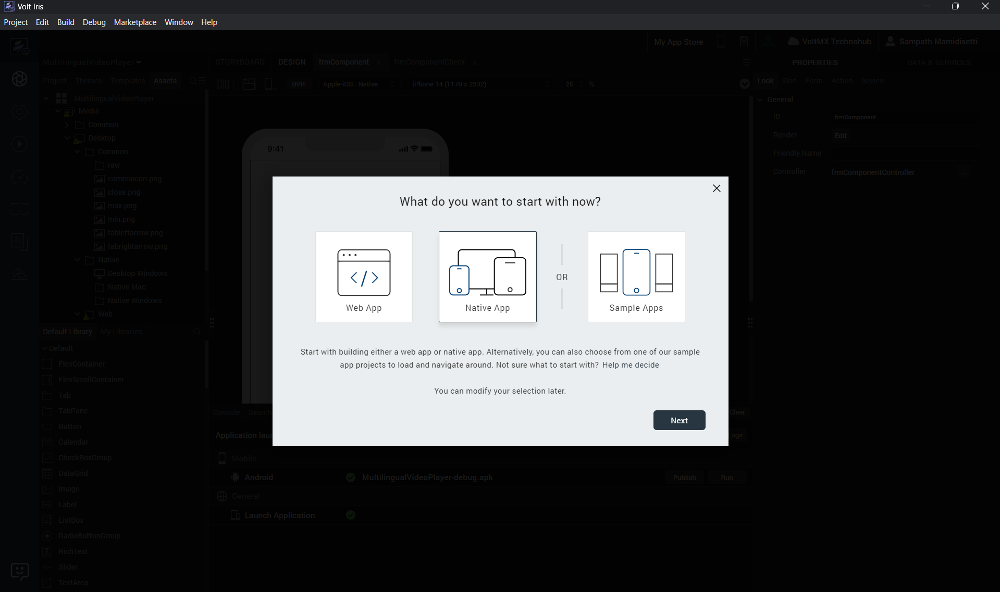 Volt Iris
Project Edit Build Debug Marketplace Window Help
My App Store VoltMX Technohub Sampath Mamidisetti
MultilingualVideoPlayer
STORYBOARD DESIGN frmComponent frmComponentCheck
PROPERTIES DATA & SERVICES
Project Themes Templates Assets
BVR Apple-iOS : Native iPhone 14 (1170 x 2532) 25 %
Look Skin Form Action Review
MultilingualVideoPlayer
Media
Common
Desktop
Common
raw
cameraicon.png
close.png
max.png
min.png
tableftarrow.png
tabrightarrow.png
Native
Desktop Windows
Native Mac
Native Windows
Web
General
ID frmComponent
Render Edit
Friendly Name
Controller frmComponentController ...
9:41
What do you want to start with now?
Web App
Native App
OR
Sample Apps
Start with building either a web app or native app. Alternatively, you can also choose from one of our sample
app projects to load and navigate around. Not sure what to start with? Help me decide
You can modify your selection later.
Next
Default Library My Libraries
Default
FlexContainer
FlexScrollContainer
Tab
TabPane
Button
Calendar
CheckBoxGroup
DataGrid
Image
Label
ListBox
RadioButtonGroup
RichText
Slider
TextArea
Console Search Clear
Application Logs
Mobile
Android MultilingualVideoPlayer-debug.apk Publish Run
General
Launch Application